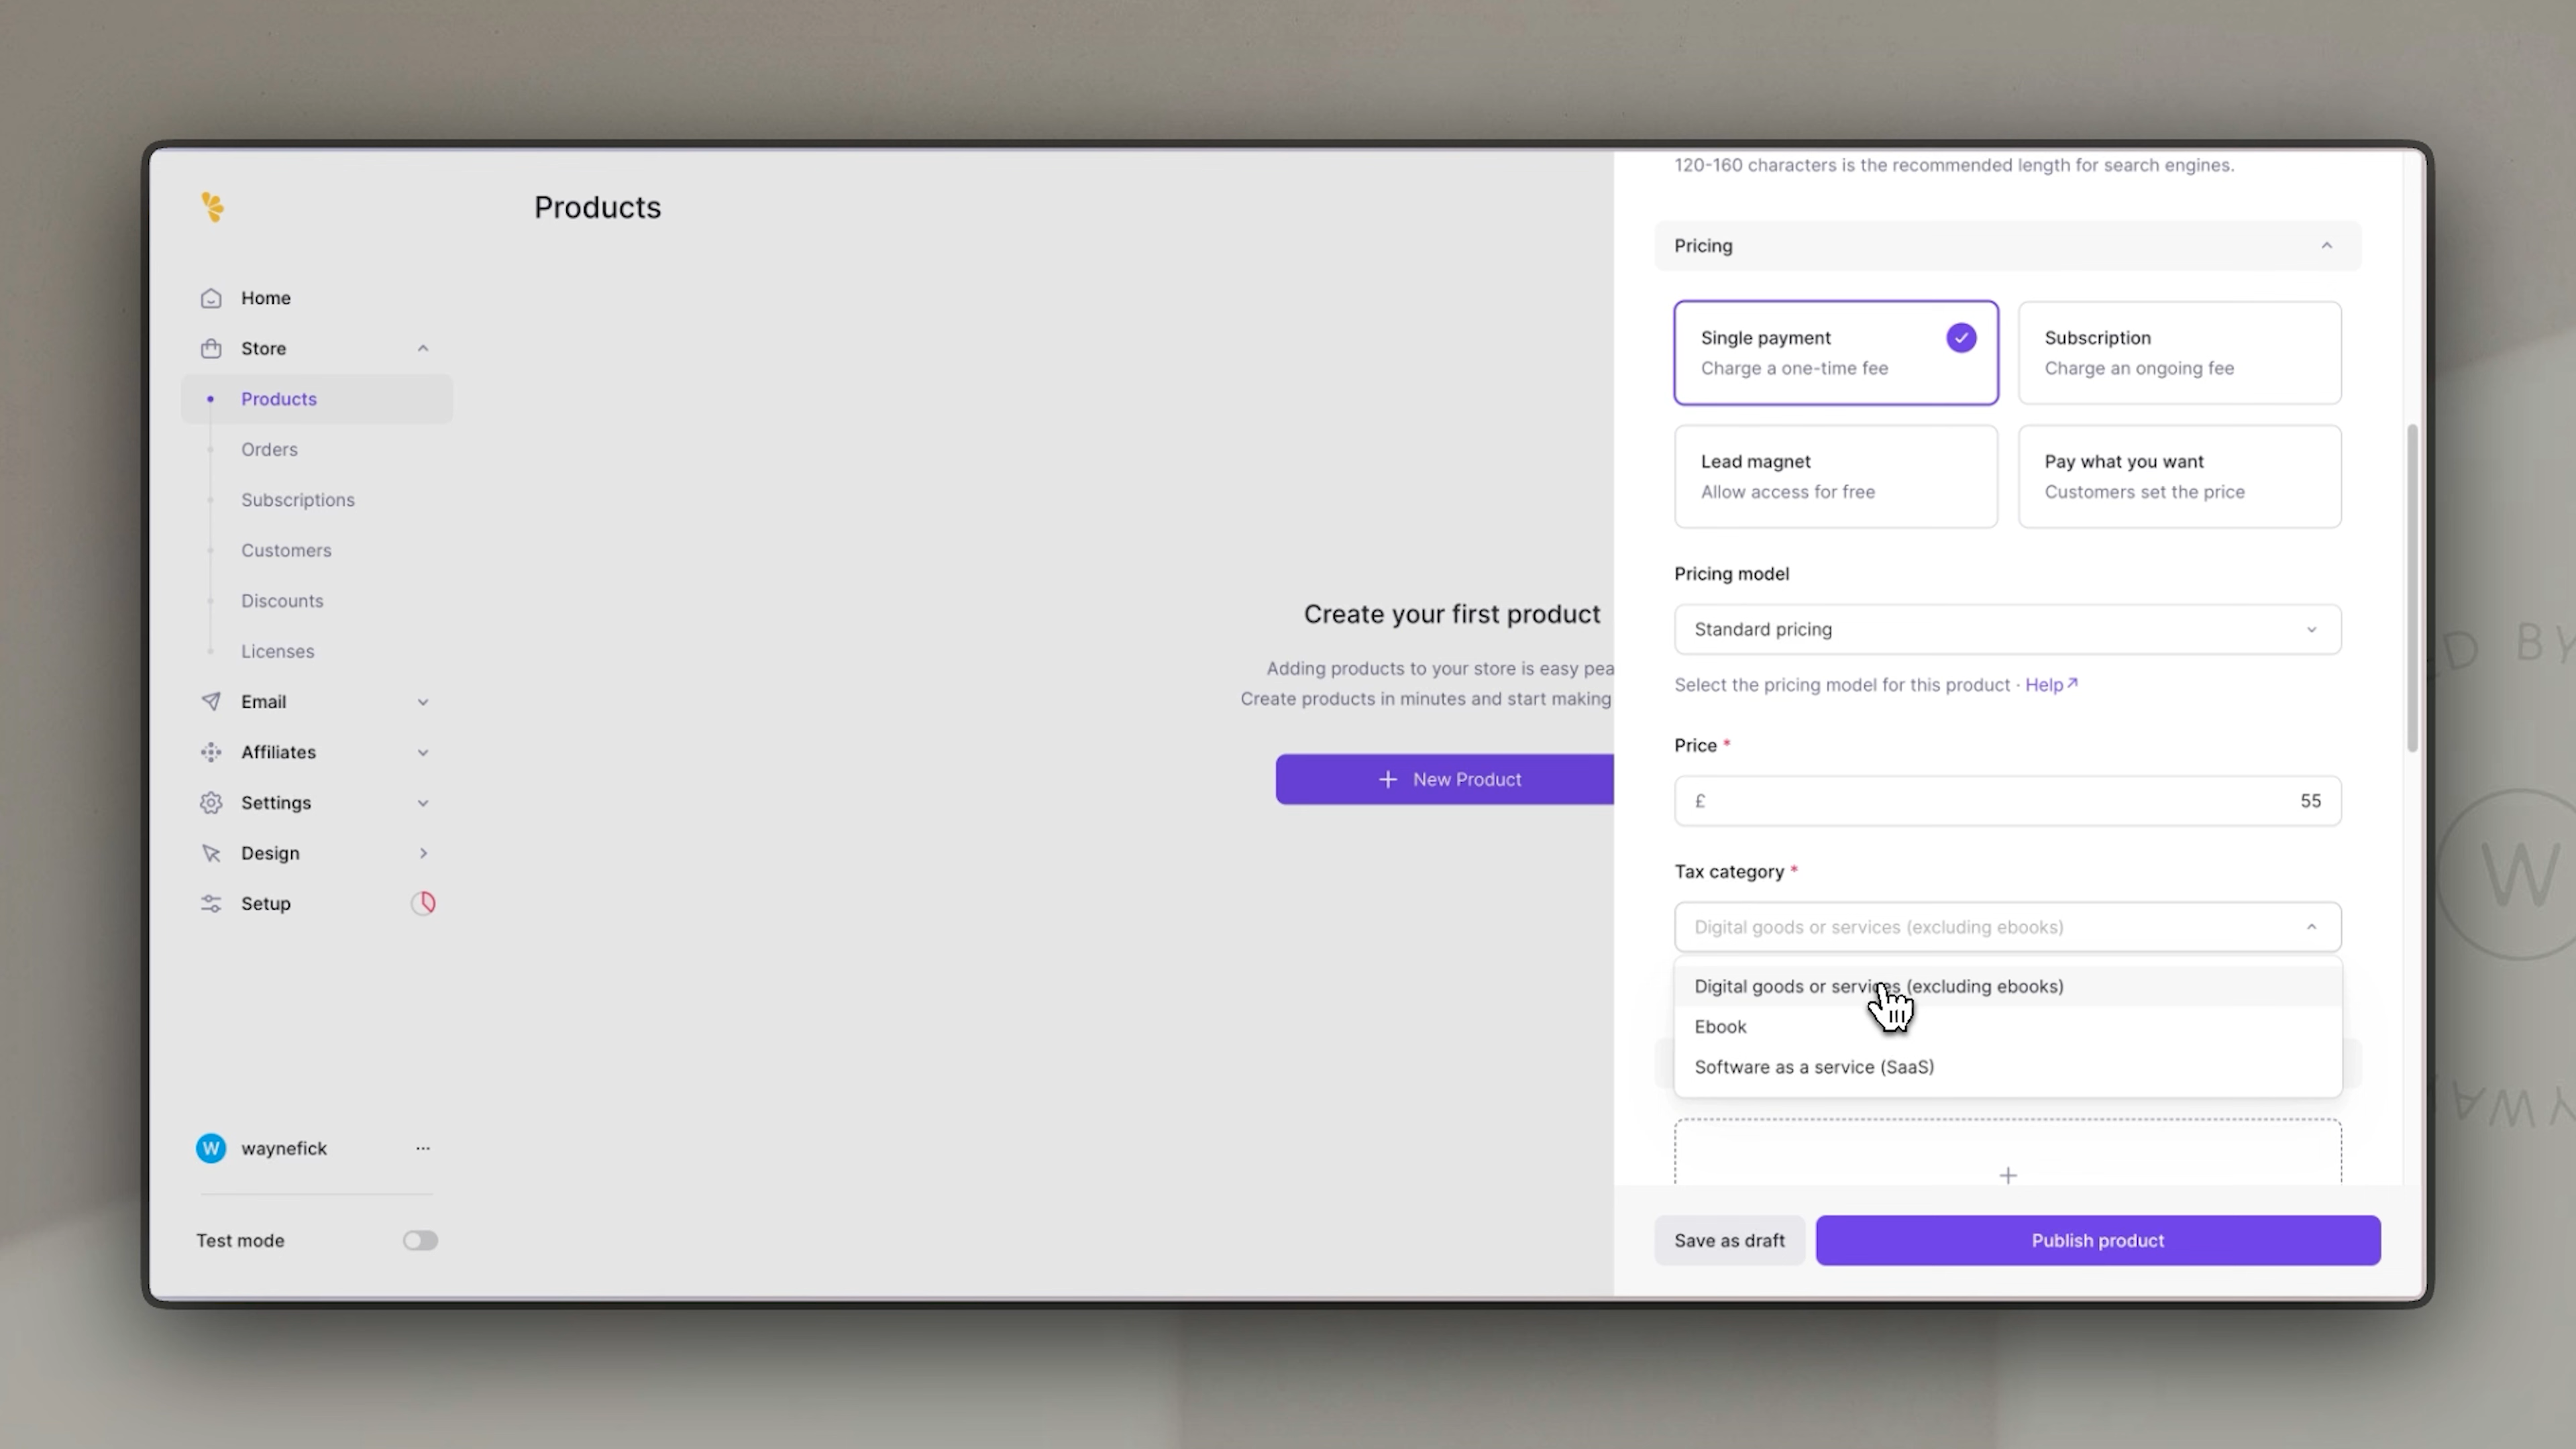 Products
Home
Store
Products
Orders
Subscriptions
Customers
Discounts
Licenses
Email
Affiliates
Settings
Design
Setup
W waynefick ...
Test mode
Create your first product
Adding products to your store is easy
Create products in minutes and start making
+ New Product
120-160 characters is the recommended length for search engines.
Pricing
Single payment
Charge a one-time fee
Subscription
Charge an ongoing fee
Lead magnet
Allow access for free
Pay what you want
Customers set the price
Pricing model
Standard pricing
Select the pricing model for this product · Help↗
Price *
£ 55
Tax category *
Digital goods or services (excluding ebooks)
Digital goods or services (excluding ebooks)
Ebook
Software as a service (SaaS)
+
Save as draft
Publish product
BY
W